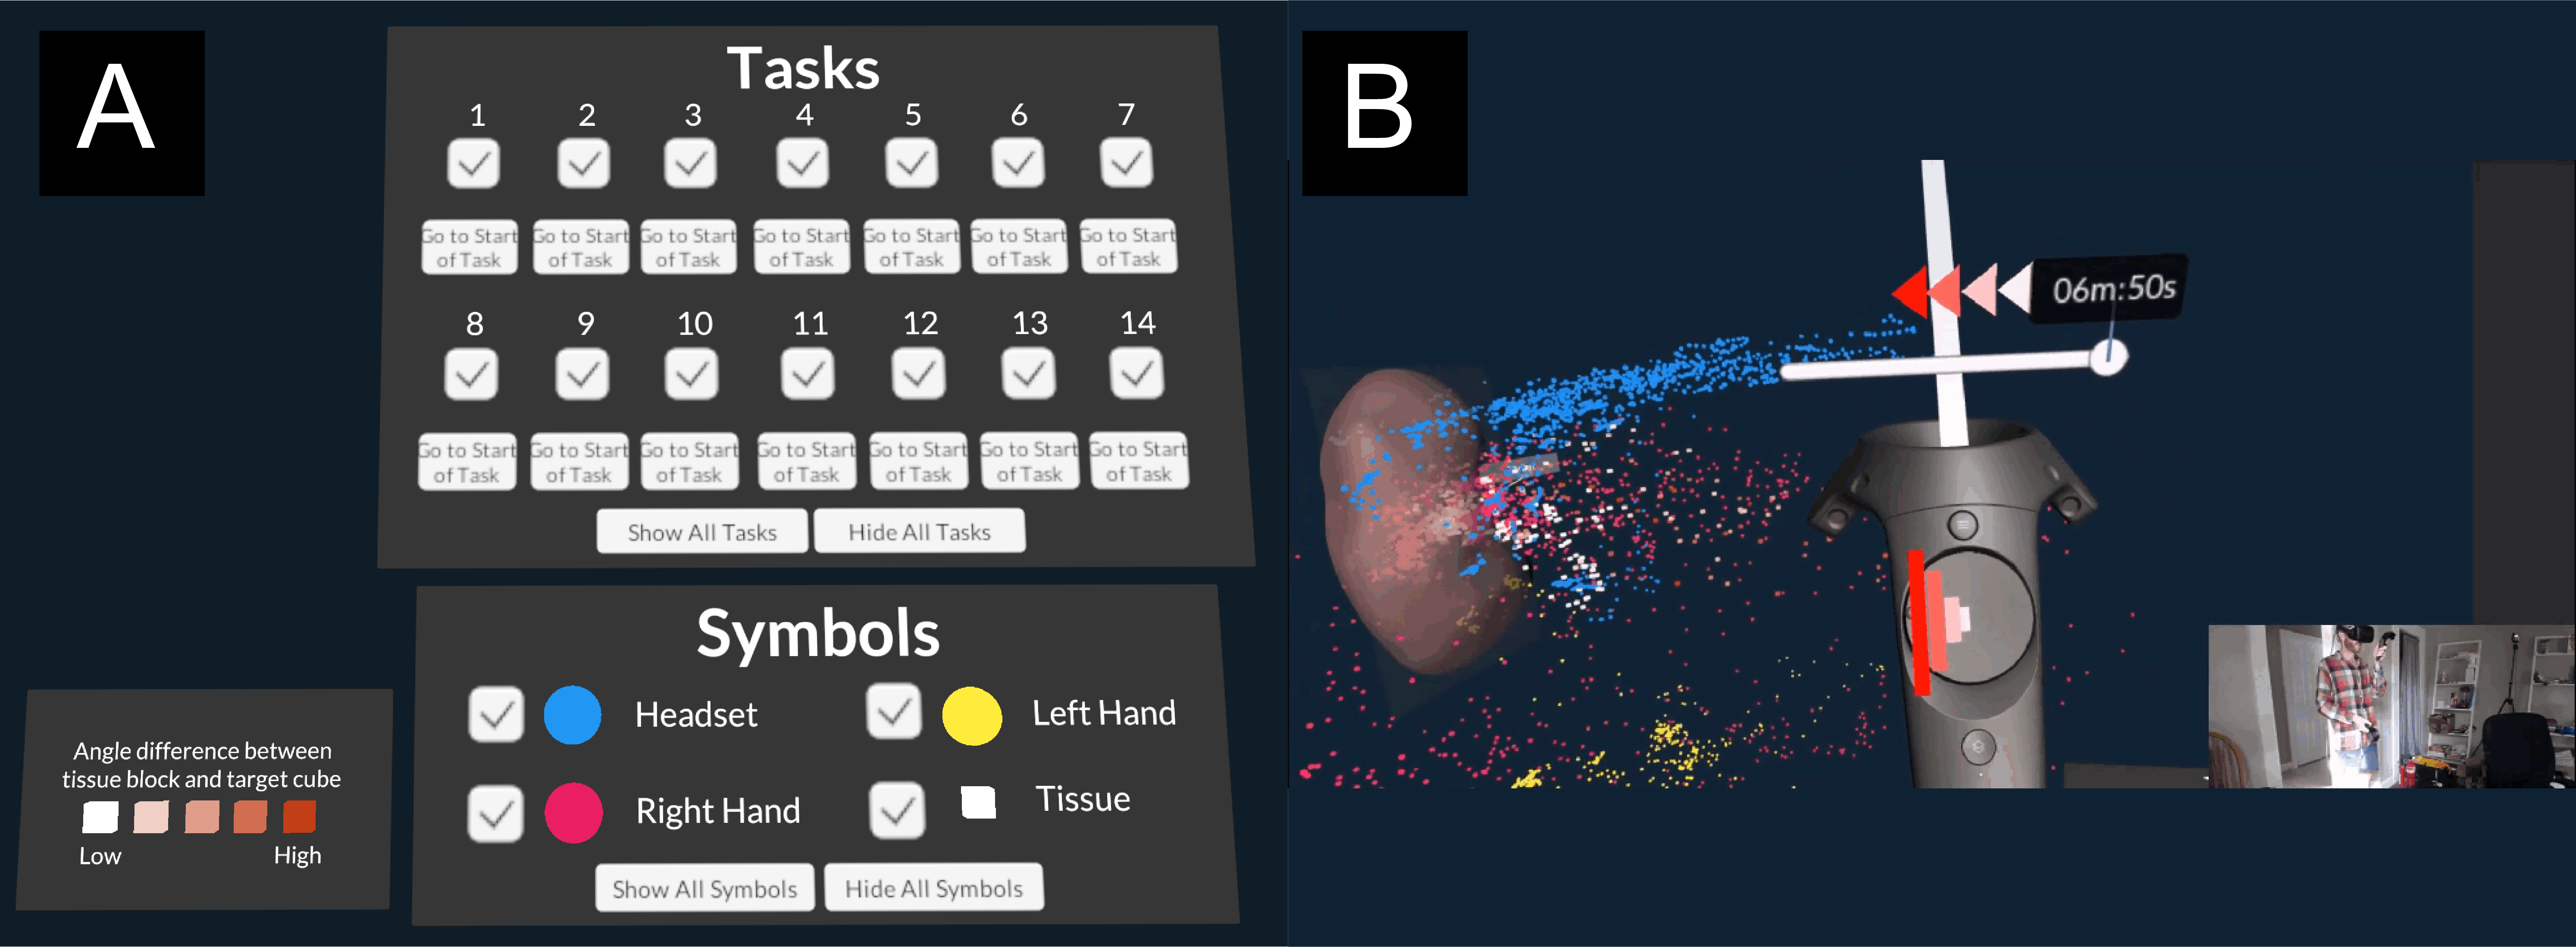 A
Tasks
1 2 3 4 5 6 7
Go to Start Go to Start Go to Start Go to Start Go to Start Go to Start Go to Start
of Task of Task of Task of Task of Task of Task of Task
8 9 10 11 12 13 14
Go to Start Go to Start Go to Start Go to Start Go to Start Go to Start Go to Start
of Task of Task of Task of Task of Task of Task of Task
Show All Tasks Hide All Tasks
Symbols
Headset Left Hand
Right Hand Tissue
Show All Symbols Hide All Symbols
Angle difference between
tissue block and target cube
Low High
B
06m:50s